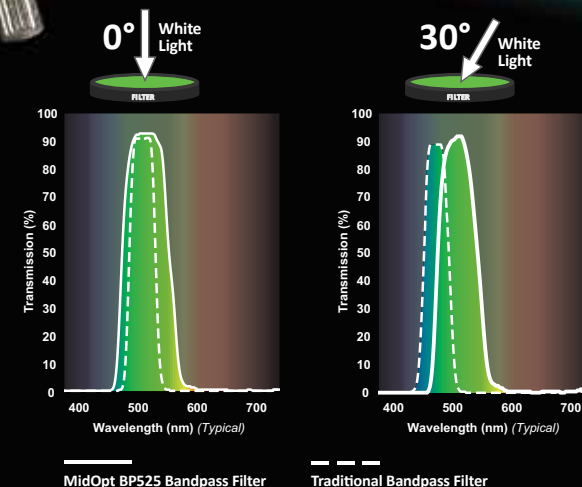 0°
White
Light
FILTER
100
90
80
70
60
50
40
30
20
10
0
Transmission (%)
400 500 600 700
Wavelength (nm) (Typical)
30°
White
Light
FILTER
100
90
80
70
60
50
40
30
20
10
0
Transmission (%)
400 500 600 700
Wavelength (nm) (Typical)
MidOpt BP525 Bandpass Filter
Traditional Bandpass Filter